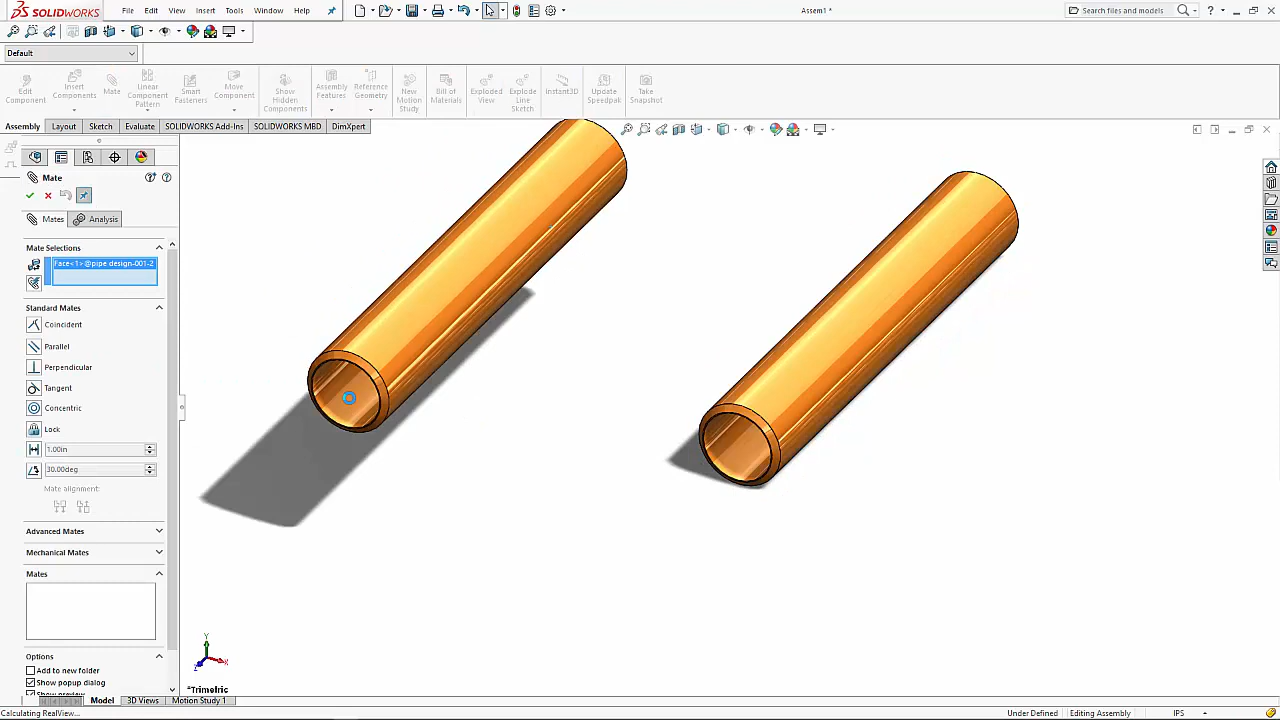 SOLIDWORKS File Edit View Insert Tools Window Help Assem1 * Search files and models ?
Default
Edit Component Insert Components Mate Linear Component Pattern Smart Fasteners Move Component Show Hidden Components Assembly Features Reference Geometry New Motion Study Bill of Materials Exploded View Explode Line Sketch Instant3D Update Speedpak Take Snapshot
Assembly Layout Sketch Evaluate SOLIDWORKS Add-Ins SOLIDWORKS MBD DimXpert
Mate
Mates Analysis
Mate Selections
Face<1>@pipe design-001-2
Standard Mates
Coincident
Parallel
Perpendicular
Tangent
Concentric
Lock
1.00in
30.00deg
Mate alignment:
Advanced Mates
Mechanical Mates
Mates
Options
Add to new folder
Show popup dialog
Show preview
Y
X
Z
*Trimetric
Model 3D Views Motion Study 1
Calculating RealView... Under Defined Editing Assembly IPS